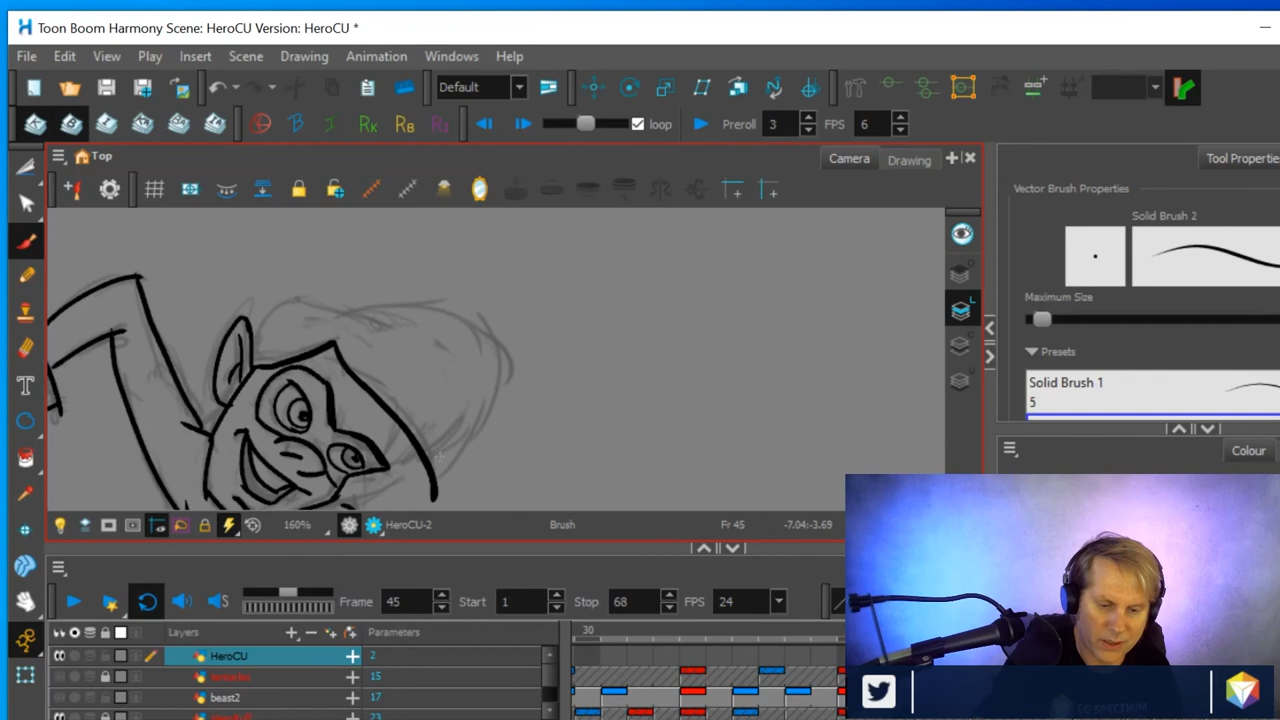 Toon Boom Harmony Scene: HeroCU Version: HeroCU *
File Edit View Play Insert Scene Drawing Animation Windows Help
Default
loop Preroll 3 FPS 6
Top Camera Drawing Tool Properties
Vector Brush Properties
Solid Brush 2
Maximum Size
Presets
Solid Brush 1
5
Colour
160% HeroCU-2 Brush Fr 45 -7.04:-3.69
Frame 45 Start 1 Stop 68 FPS 24
Layers Parameters 30
HeroCU 2
15
beast2 17
23
CG SPECTRUM